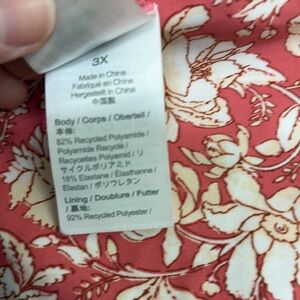 3X
Made in China
Fabriqué en Chine
Hergestellt in China
中国製
Body / Corps / Oberteil /
本体:
82% Recycled Polyamide /
Polyamide Recyclé /
Recyceltes Polyamid / リ
サイクルポリアミド
18% Elastane / Élasthanne /
Elastan / ポリウレタン
Lining / Doublure / Futter
/ 裏地:
92% Recycled Polyester /